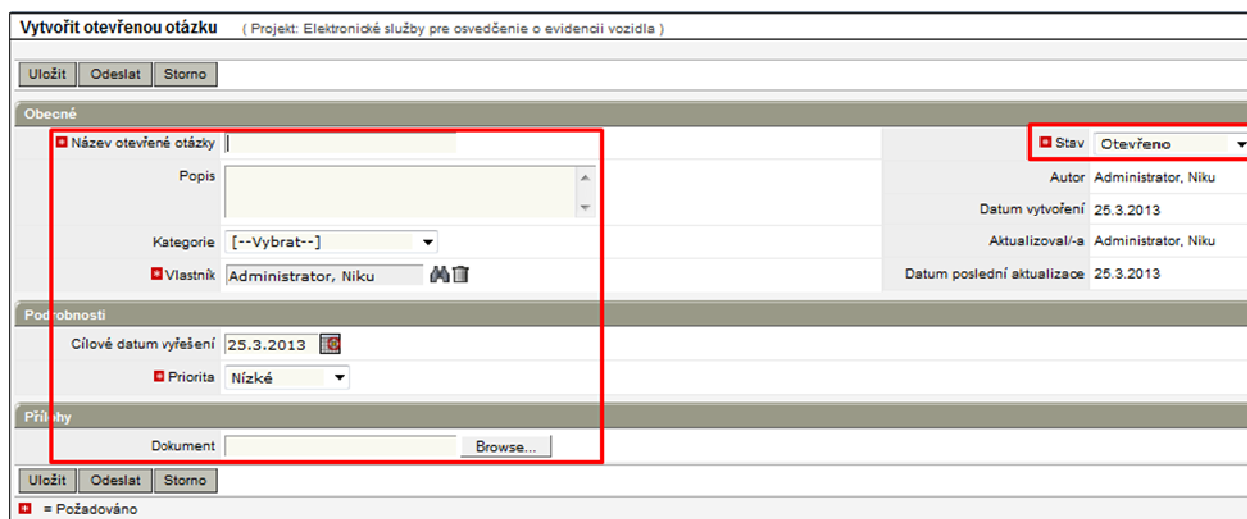 Vytvořit otevřenou otázku ( Projekt: Elektronické služby pre osvedčenie o evidencii vozidla )
Uložit Odeslat Storno
Obecné
Název otevřené otázky Stav Otevřeno
Popis Autor Administrator, Niku
Datum vytvoření 25.3.2013
Kategorie [--Vybrat--] Aktualizoval/-a Administrator, Niku
Vlastník Administrator, Niku Datum poslední aktualizace 25.3.2013
Podrobnosti
Cílové datum vyřešení 25.3.2013
Priorita Nízké
Přílohy
Dokument Browse...
Uložit Odeslat Storno
= Požadováno